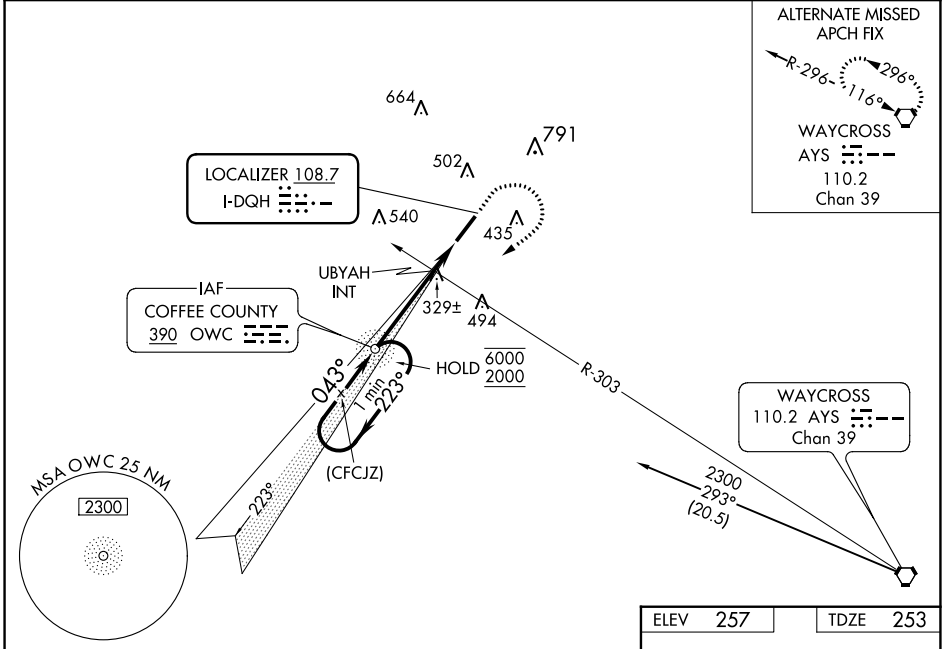 ALTERNATE MISSED
APCH FIX
R-296
296°
116°
WAYCROSS
AYS
110.2
Chan 39
664
791
502
LOCALIZER 108.7
I-DQH
540
435
UBYAH
INT
329±
494
IAF
COFFEE COUNTY
390 OWC
HOLD 6000
2000
043°
1 min
223°
R-303
(CFCJZ)
WAYCROSS
110.2 AYS
Chan 39
2300
293°
(20.5)
MSA OWC 25 NM
2300
223°
ELEV 257
TDZE 253